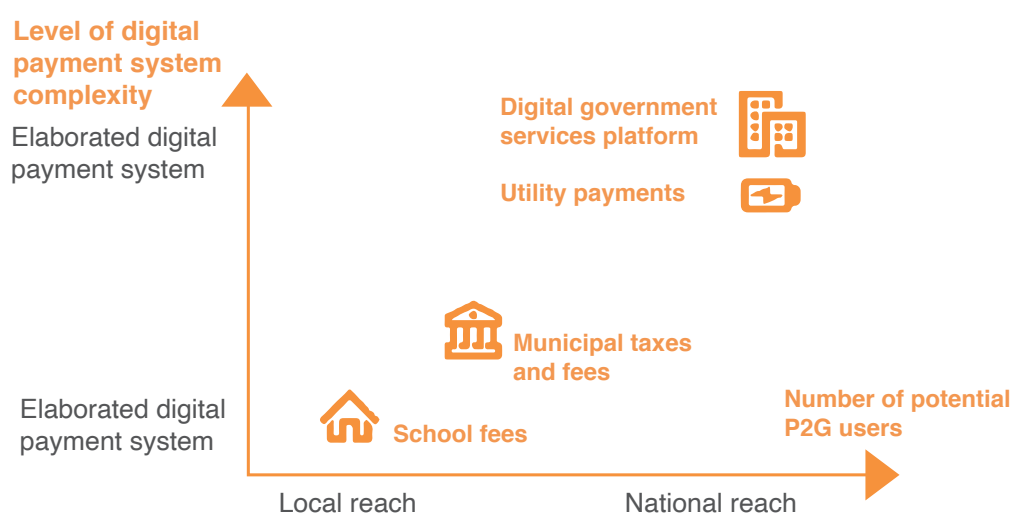 Level of digital
payment system
complexity
Elaborated digital
payment system
Digital government
services platform
Utility payments
Municipal taxes
and fees
Elaborated digital
payment system
School fees
Number of potential
P2G users
Local reach
National reach